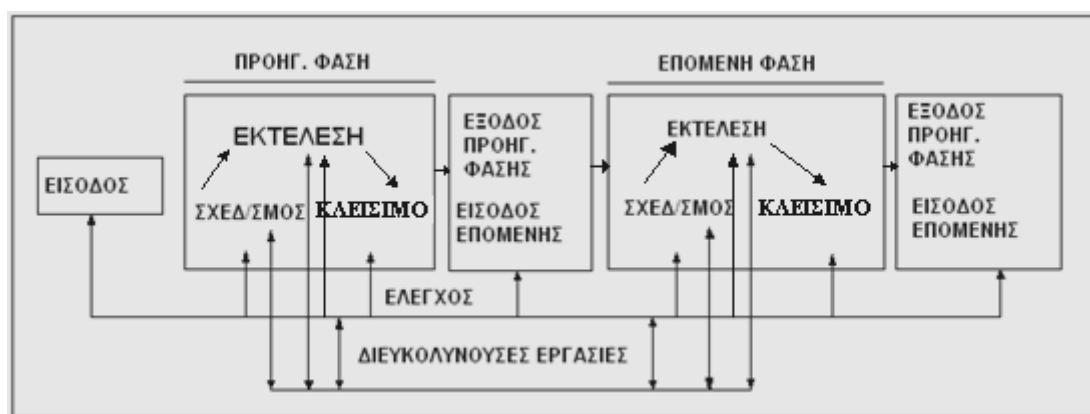 ΠΡΟΗΓ. ΦΑΣΗ
ΕΠΟΜΕΝΗ ΦΑΣΗ
ΕΙΣΟΔΟΣ
ΕΚΤΕΛΕΣΗ
ΣΧΕΔ/ΣΜΟΣ
ΚΛΕΙΣΙΜΟ
ΕΞΟΔΟΣ
ΠΡΟΗΓ.
ΦΑΣΗΣ
ΕΙΣΟΔΟΣ
ΕΠΟΜΕΝΗΣ
ΕΚΤΕΛΕΣΗ
ΣΧΕΔ/ΣΜΟΣ
ΚΛΕΙΣΙΜΟ
ΕΞΟΔΟΣ
ΠΡΟΗΓ.
ΦΑΣΗΣ
ΕΙΣΟΔΟΣ
ΕΠΟΜΕΝΗΣ
ΕΛΕΓΧΟΣ
ΔΙΕΥΚΟΛΥΝΟΥΣΕΣ ΕΡΓΑΣΙΕΣ